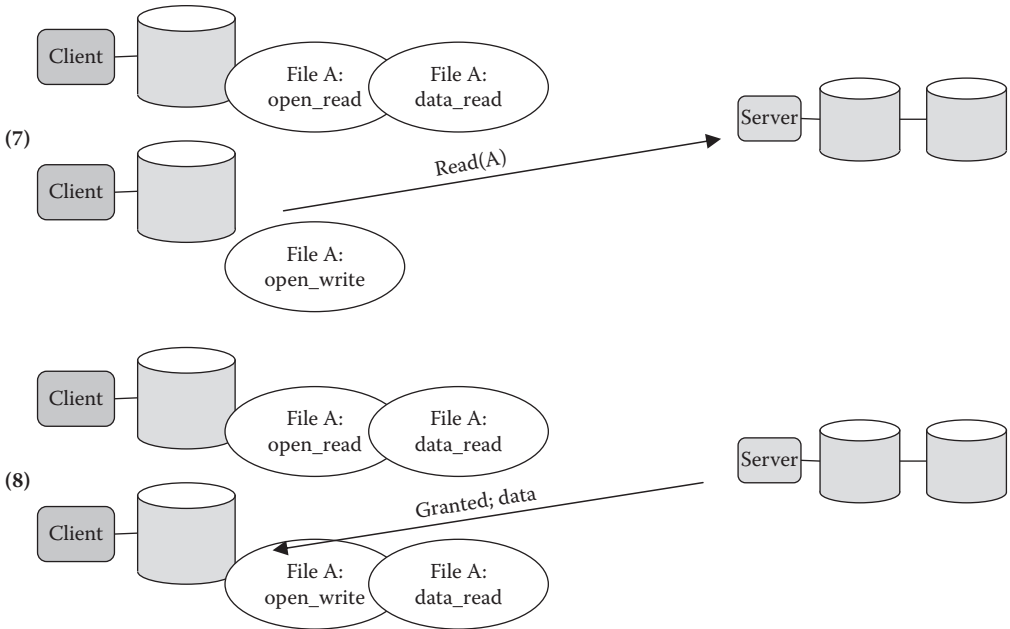 Client
File A:
open_read
File A:
data_read
Server
(7)
Read(A)
Client
File A:
open_write
Client
File A:
open_read
File A:
data_read
Server
(8)
Granted; data
Client
File A:
open_write
File A:
data_read